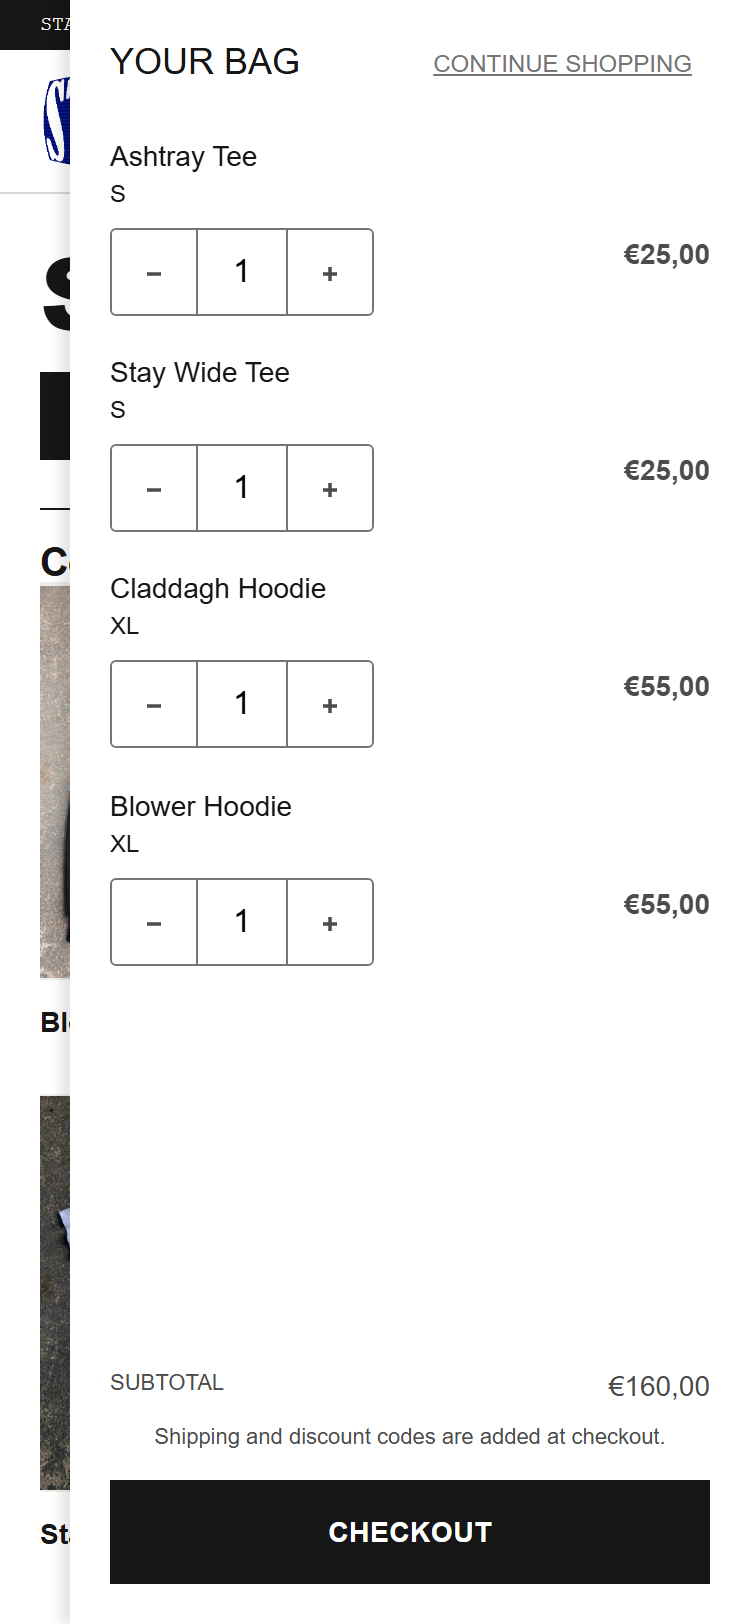 STA
YOUR BAG
CONTINUE SHOPPING
Ashtray Tee
S
− 1 +
€25,00
Stay Wide Tee
S
− 1 +
€25,00
Claddagh Hoodie
XL
− 1 +
€55,00
Blower Hoodie
XL
− 1 +
€55,00
SUBTOTAL
€160,00
Shipping and discount codes are added at checkout.
CHECKOUT